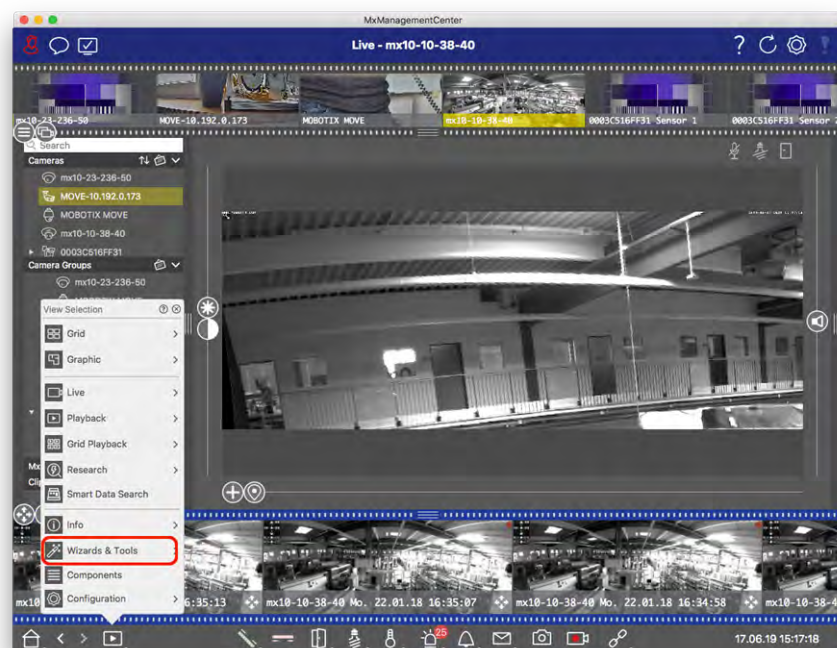 MxManagementCenter
Live - mx10-10-38-40
mx10-23-236-50
MOVE-10.192.0.173
MOBOTIX MOVE
mx10-10-38-40
0003C516FF31 Sensor 1
0003C516FF31 Sensor
Search
Cameras
mx10-23-236-50
MOVE-10.192.0.173
MOBOTIX MOVE
mx10-10-38-40
0003C516FF31
Camera Groups
mx10-23-236-50
View Selection
Grid
Graphic
Live
Playback
Grid Playback
Research
Smart Data Search
Info
Wizards & Tools
Components
Configuration
6:35:13
mx10-10-38-40 Mo. 22.01.18 16:35:07
mx10-10-38-40 Mo. 22.01.18 16:34:58
mx10-10-38-4
25
17.06.19 15:17:18